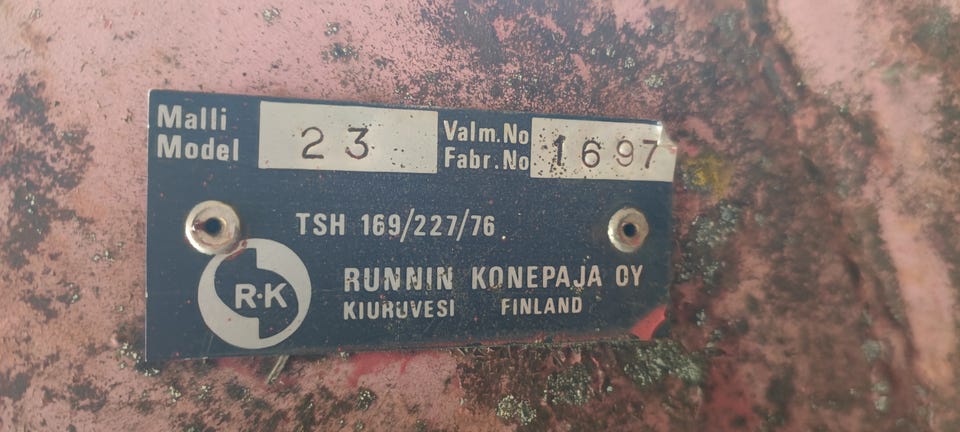 Malli
Model 23
Valm.No
Fabr.No 1697
TSH 169/227/76
R·K
RUNNIN KONEPAJA OY
KIURUVESI FINLAND